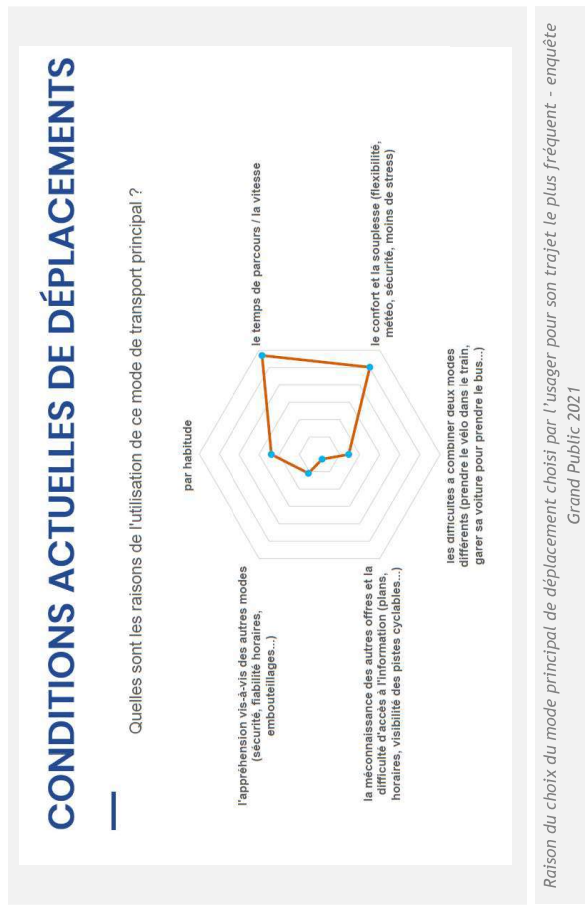 CONDITIONS ACTUELLES DE DÉPLACEMENTS
Quelles sont les raisons de l'utilisation de ce mode de transport principal ?
par habitude
le temps de parcours / la vitesse
le confort et la souplesse (flexibilité,
météo, sécurité, moins de stress)
les difficultes a combiner deux modes
différents (prendre le vélo dans le train,
garer sa voiture pour prendre le bus...)
la méconnaissance des autres offres et la
difficulté d'accès à l'information (plans,
horaires, visibilité des pistes cyclables...)
l'appréhension vis-à-vis des autres modes
(sécurité, fiabilité horaires,
embouteillages...)
Raison du choix du mode principal de déplacement choisi par l'usager pour son trajet le plus fréquent - enquête
Grand Public 2021